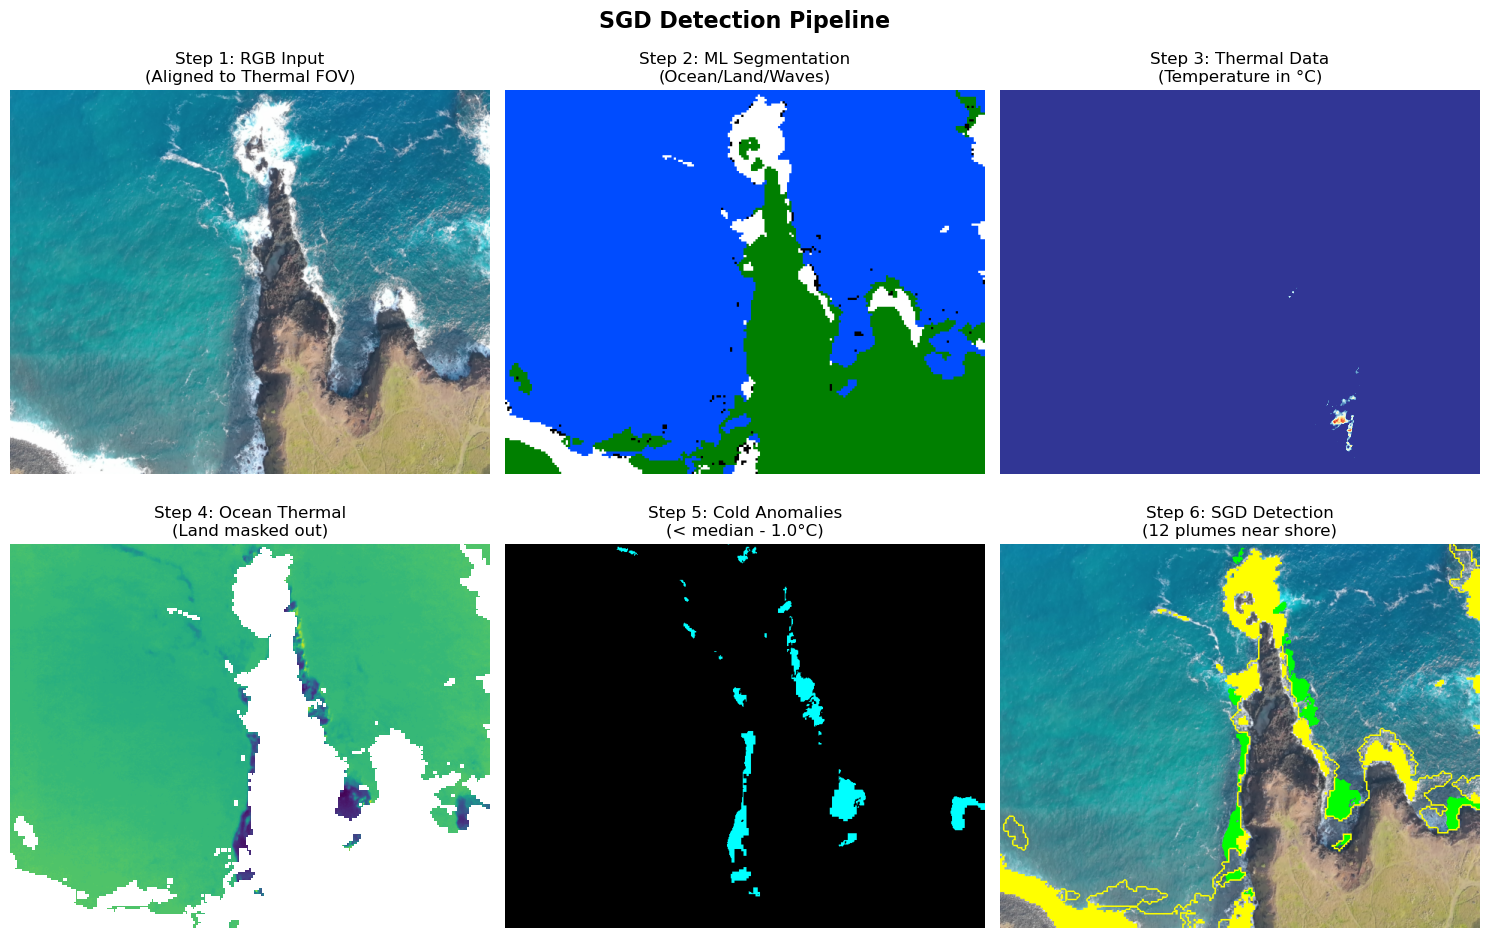 SGD Detection Pipeline
Step 1: RGB Input
(Aligned to Thermal FOV)
Step 2: ML Segmentation
(Ocean/Land/Waves)
Step 3: Thermal Data
(Temperature in °C)
Step 4: Ocean Thermal
(Land masked out)
Step 5: Cold Anomalies
(< median - 1.0°C)
Step 6: SGD Detection
(12 plumes near shore)